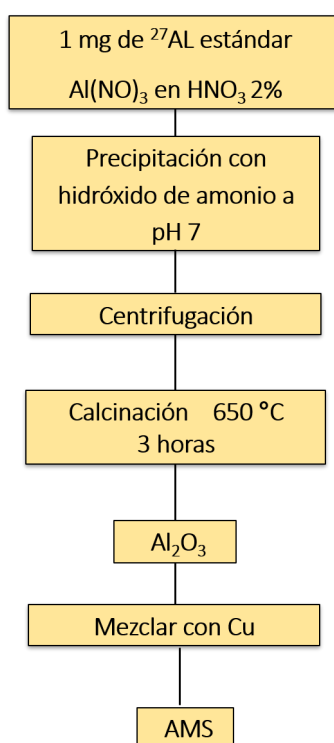 1 mg de ²⁷AL estándar
Al(NO)₃ en HNO₃ 2%
Precipitación con
hidróxido de amonio a
pH 7
Centrifugación
Calcinación 650 °C
3 horas
Al₂O₃
Mezclar con Cu
AMS